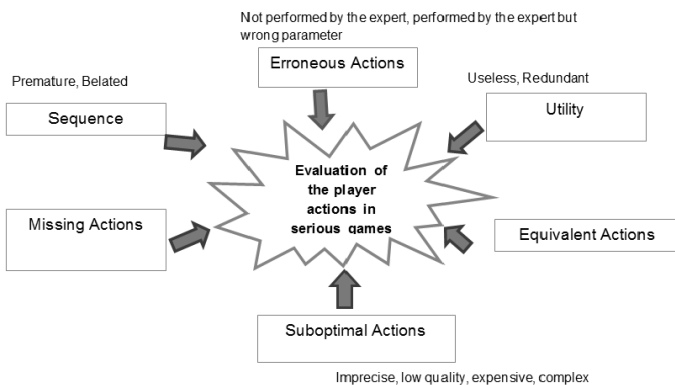 Not performed by the expert, performed by the expert but
wrong parameter
Erroneous Actions
Premature, Belated
Sequence
Useless, Redundant
Utility
Evaluation of
the player
actions in
serious games
Missing Actions
Equivalent Actions
Suboptimal Actions
Imprecise, low quality, expensive, complex